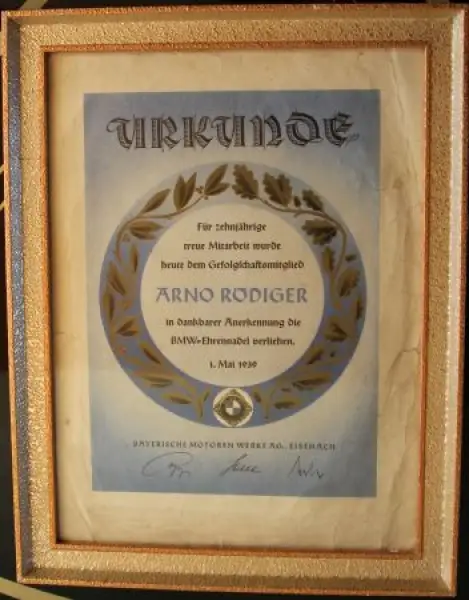 URKUNDE
Für zehnjährige
treue Mitarbeit wurde
heute dem Gefolgschaftsmitglied
ARNO RÖDIGER
in dankbarer Anerkennung die
BMW-Ehrennadel verliehen.
1. Mai 1939
BAYERISCHE MOTOREN WERKE AG., EISENACH